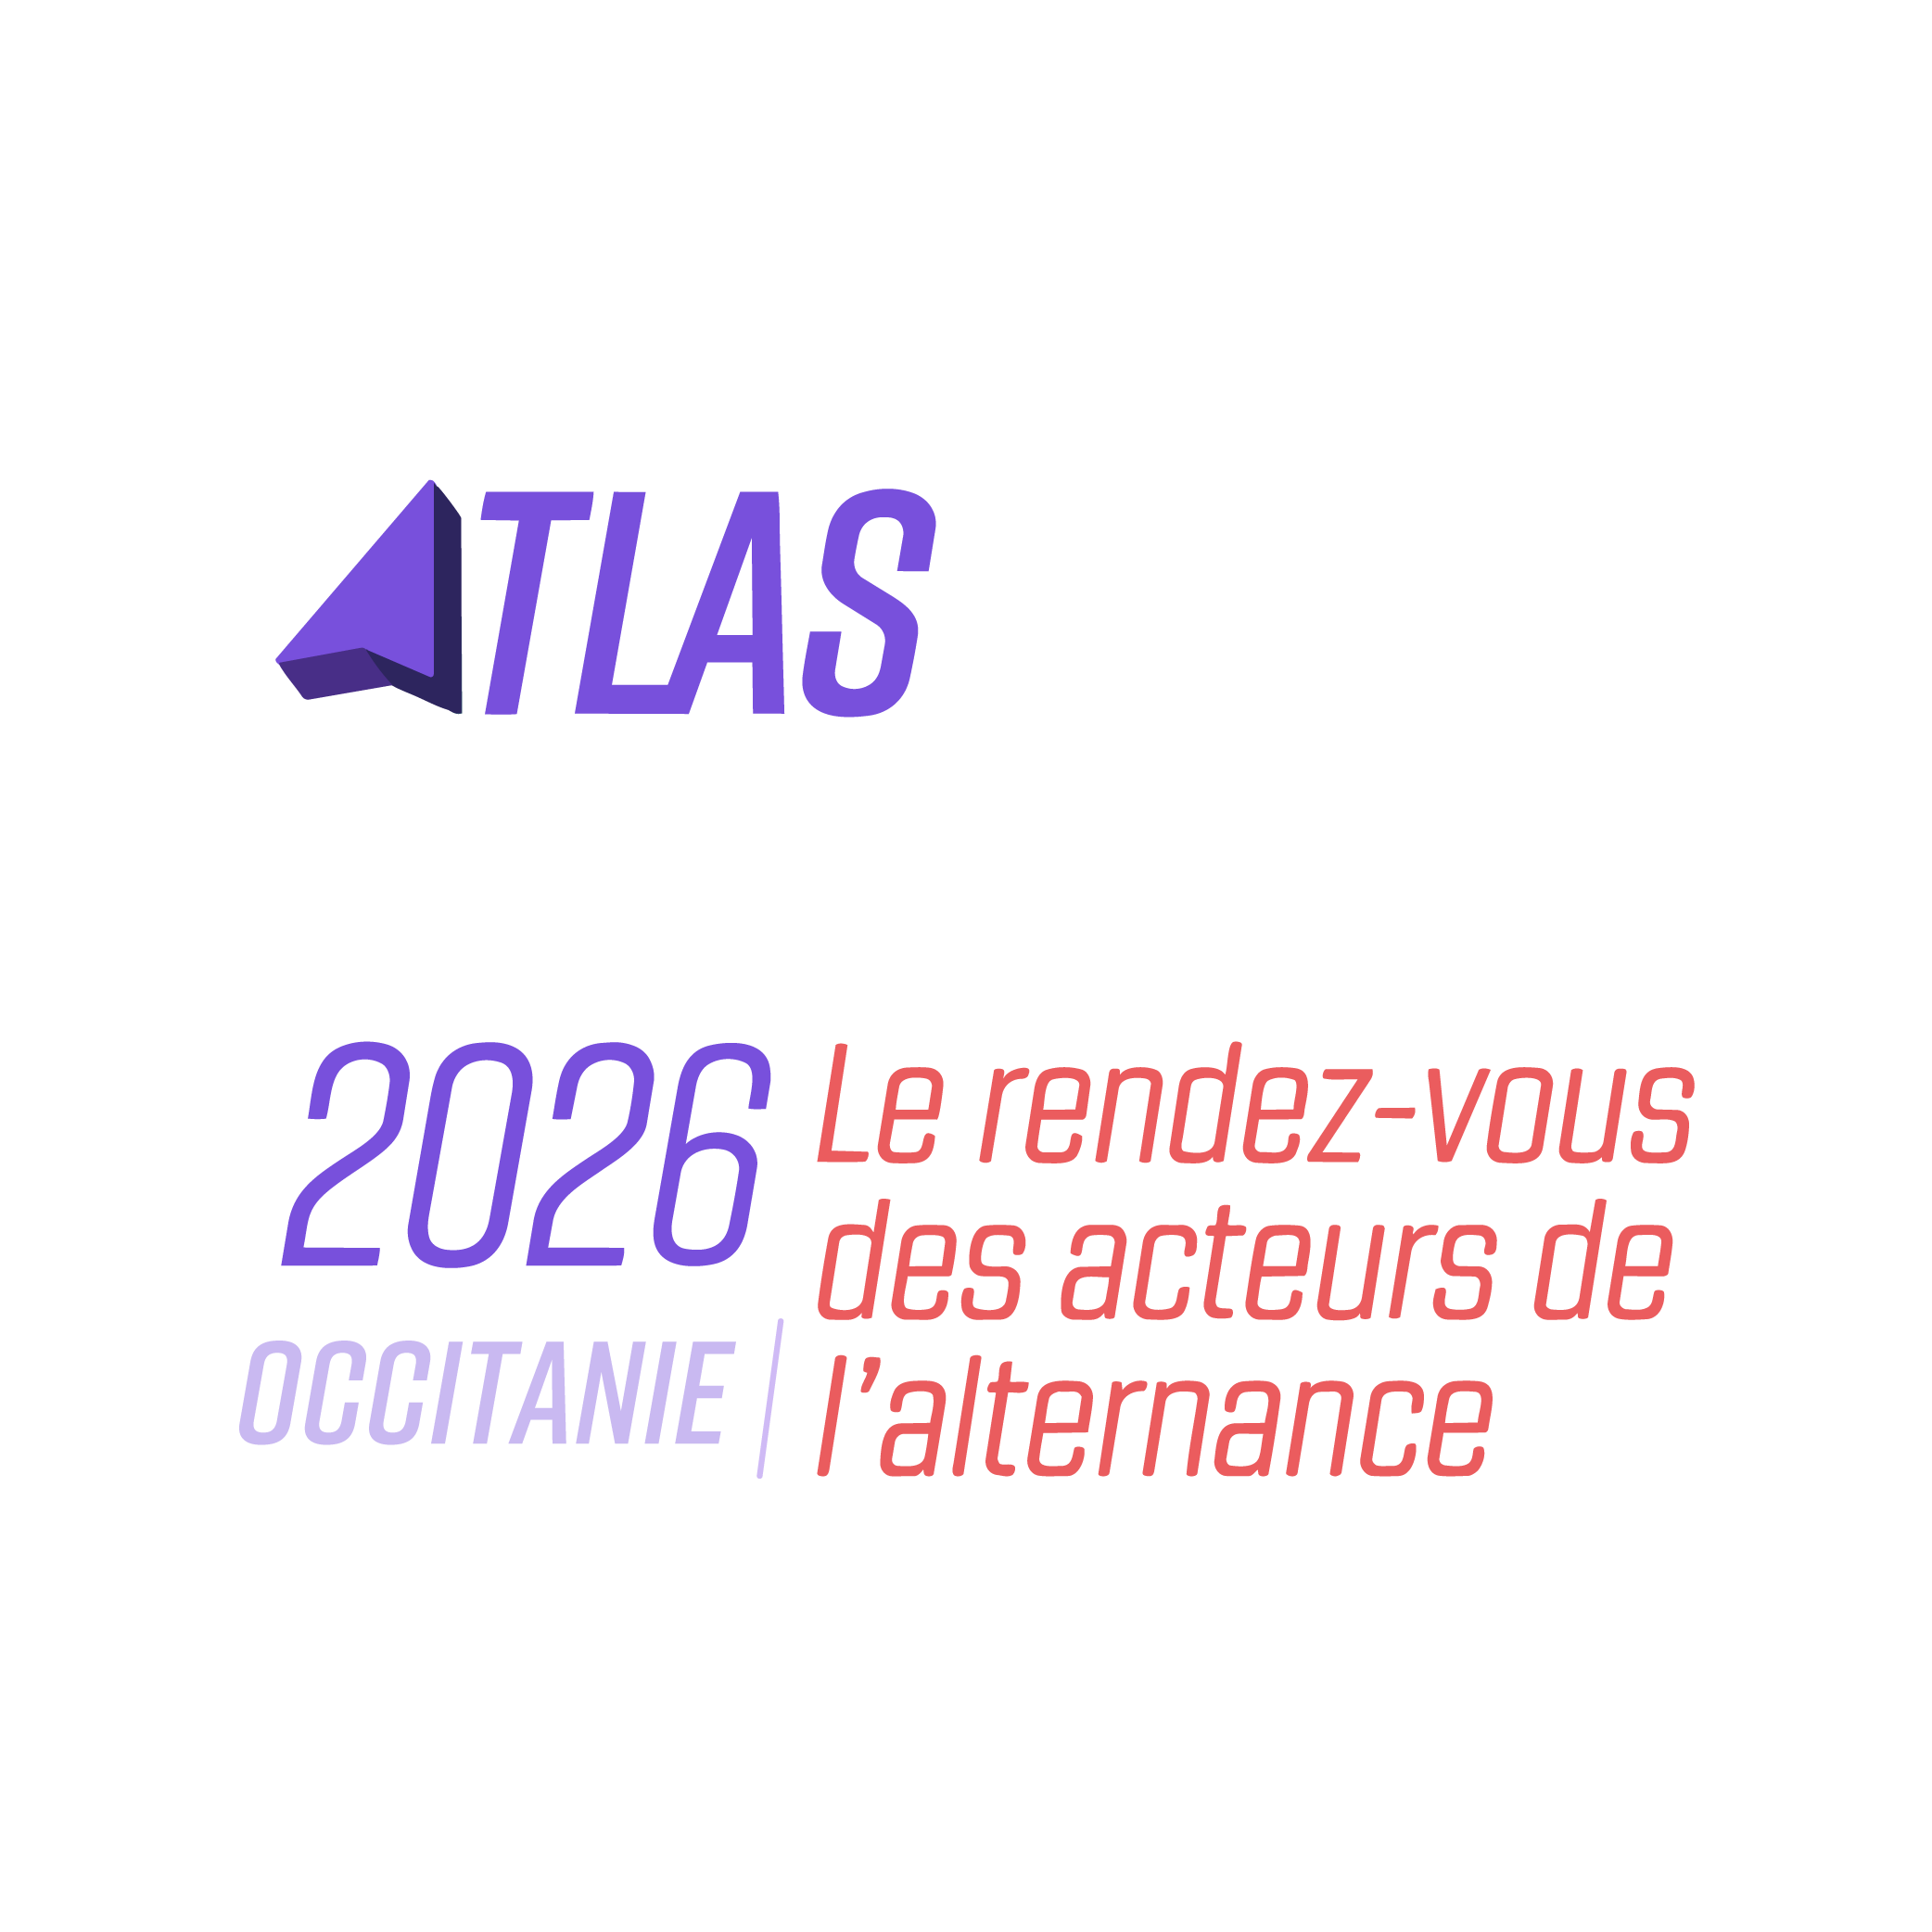 ATLAS
2026
OCCITANIE
Le rendez-vous
des acteurs de
l'alternance